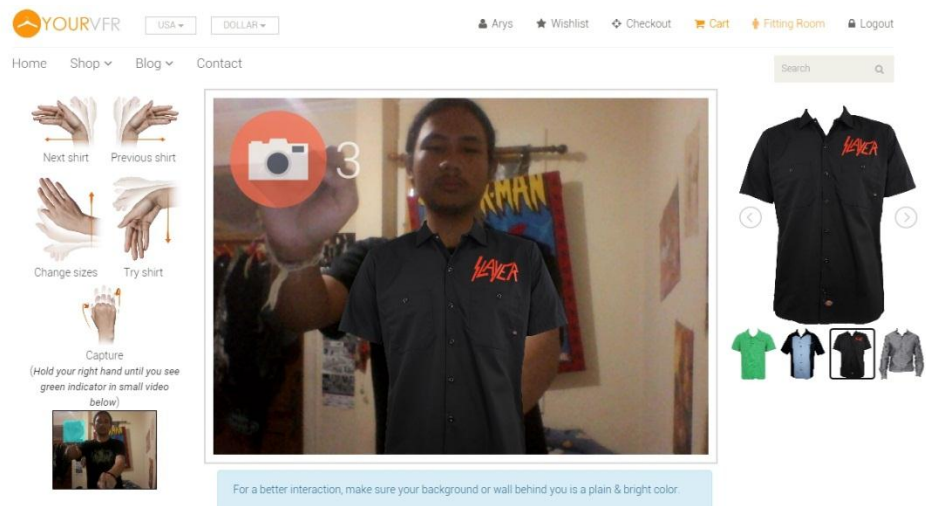 YOURVFR
USA
DOLLAR
Arys
Wishlist
Checkout
Cart
Fitting Room
Logout
Home
Shop
Blog
Contact
Search
Next shirt
Previous shirt
Change sizes
Try shirt
Capture
(Hold your right hand until you see
green indicator in small video
below)
3
SLAYER
SLAYER
For a better interaction, make sure your background or wall behind you is a plain & bright color.